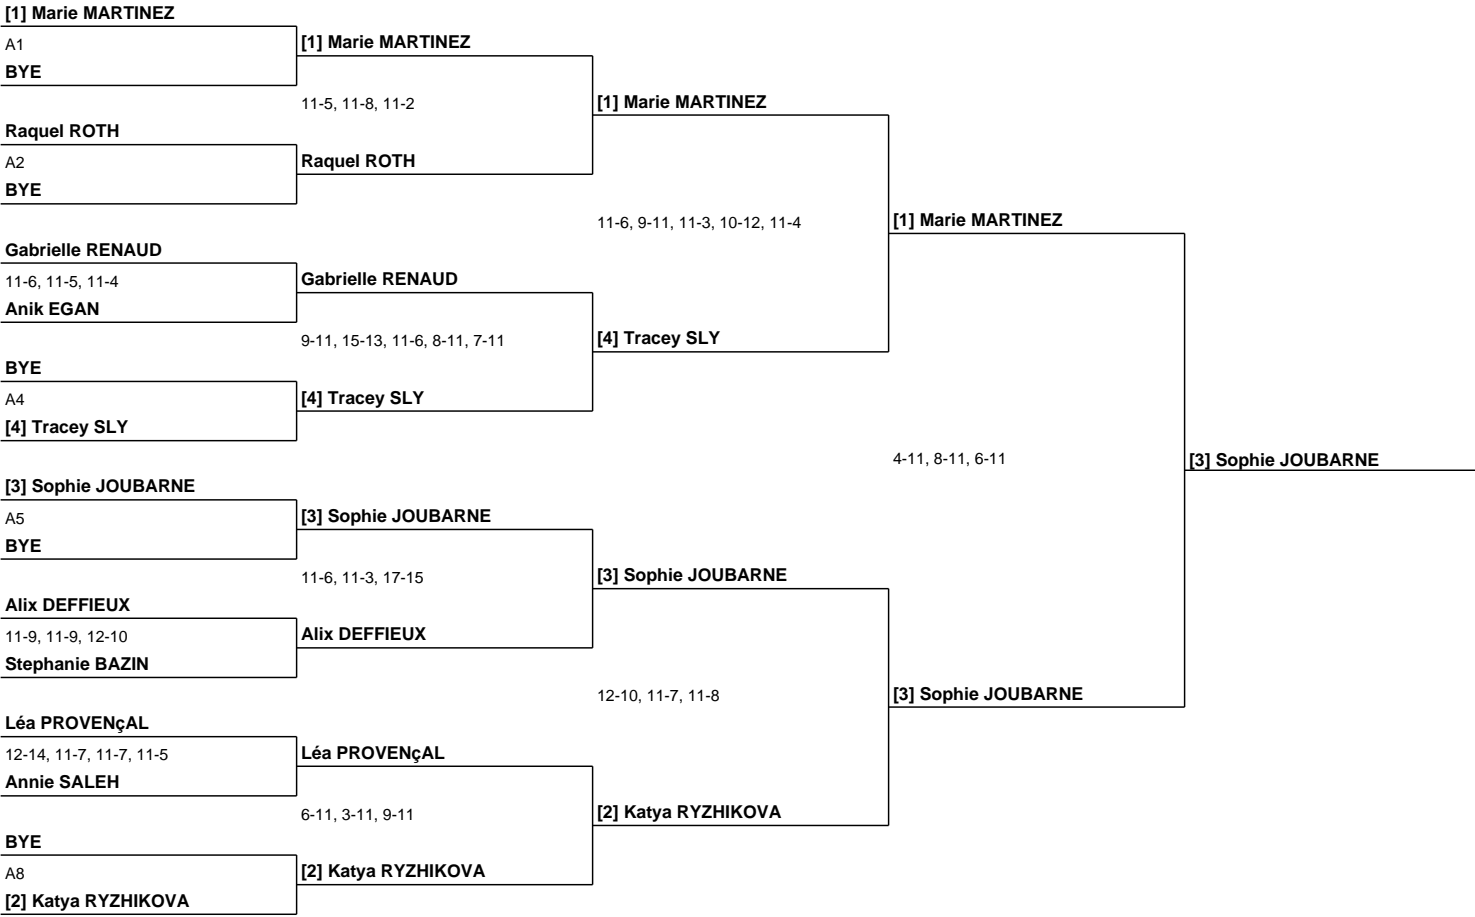 [1] Marie MARTINEZ
A1
BYE
Raquel ROTH
A2
BYE
Gabrielle RENAUD
11-6, 11-5, 11-4
Anik EGAN
BYE
A4
[4] Tracey SLY
[3] Sophie JOUBARNE
A5
BYE
Alix DEFFIEUX
11-9, 11-9, 12-10
Stephanie BAZIN
Léa PROVENçAL
12-14, 11-7, 11-7, 11-5
Annie SALEH
BYE
A8
[2] Katya RYZHIKOVA
[1] Marie MARTINEZ
11-5, 11-8, 11-2
Raquel ROTH
Gabrielle RENAUD
9-11, 15-13, 11-6, 8-11, 7-11
[4] Tracey SLY
[3] Sophie JOUBARNE
11-6, 11-3, 17-15
Alix DEFFIEUX
Léa PROVENçAL
6-11, 3-11, 9-11
[2] Katya RYZHIKOVA
[1] Marie MARTINEZ
11-6, 9-11, 11-3, 10-12, 11-4
[4] Tracey SLY
[3] Sophie JOUBARNE
12-10, 11-7, 11-8
[2] Katya RYZHIKOVA
[1] Marie MARTINEZ
4-11, 8-11, 6-11
[3] Sophie JOUBARNE
[3] Sophie JOUBARNE